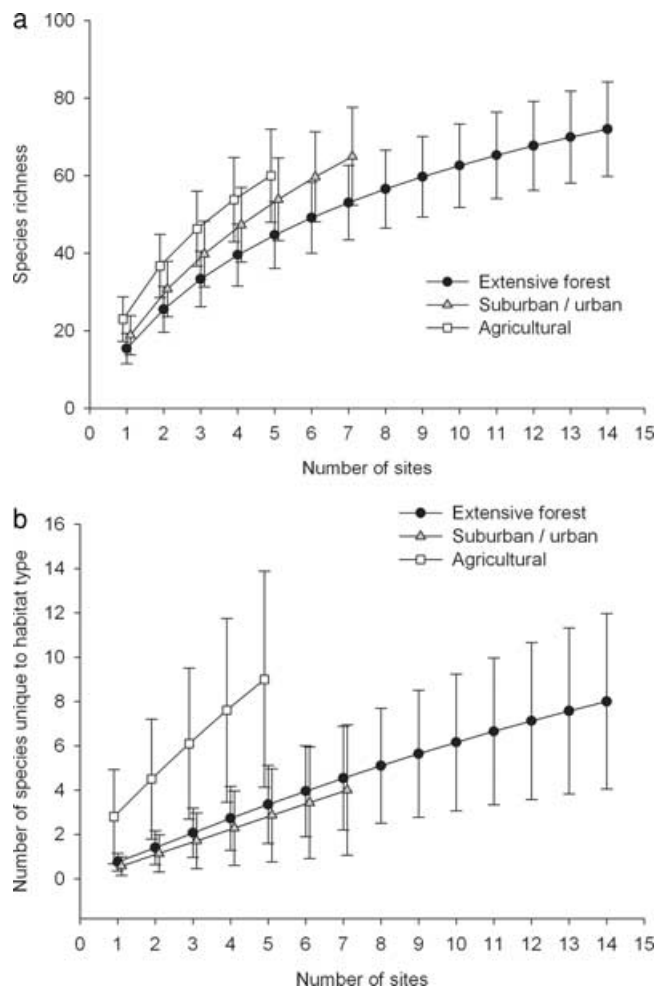 a
100
80
60
40
20
0
Species richness
Extensive forest
Suburban / urban
Agricultural
0 1 2 3 4 5 6 7 8 9 10 11 12 13 14 15
Number of sites
b
16
14
12
10
8
6
4
2
0
Number of species unique to habitat type
Extensive forest
Suburban / urban
Agricultural
0 1 2 3 4 5 6 7 8 9 10 11 12 13 14 15
Number of sites